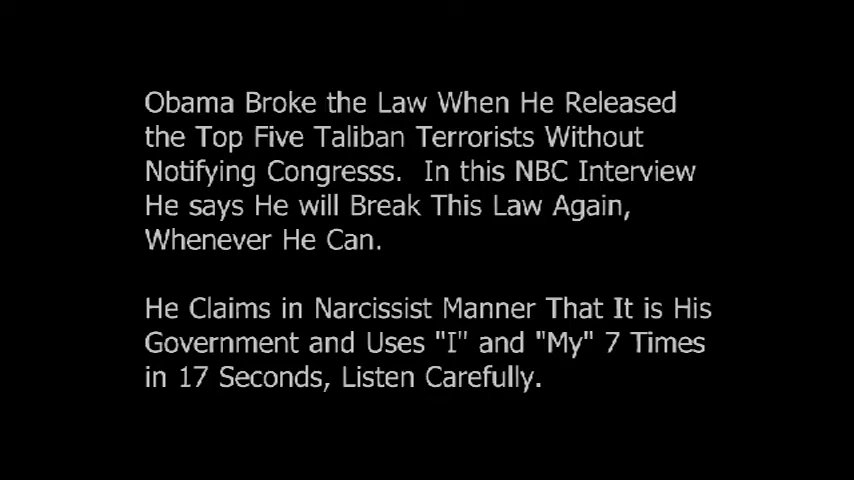 Obama Broke the Law When He Released
the Top Five Taliban Terrorists Without
Notifying Congresss.  In this NBC Interview
He says He will Break This Law Again,
Whenever He Can.
He Claims in Narcissist Manner That It is His
Government and Uses "I" and "My" 7 Times
in 17 Seconds, Listen Carefully.